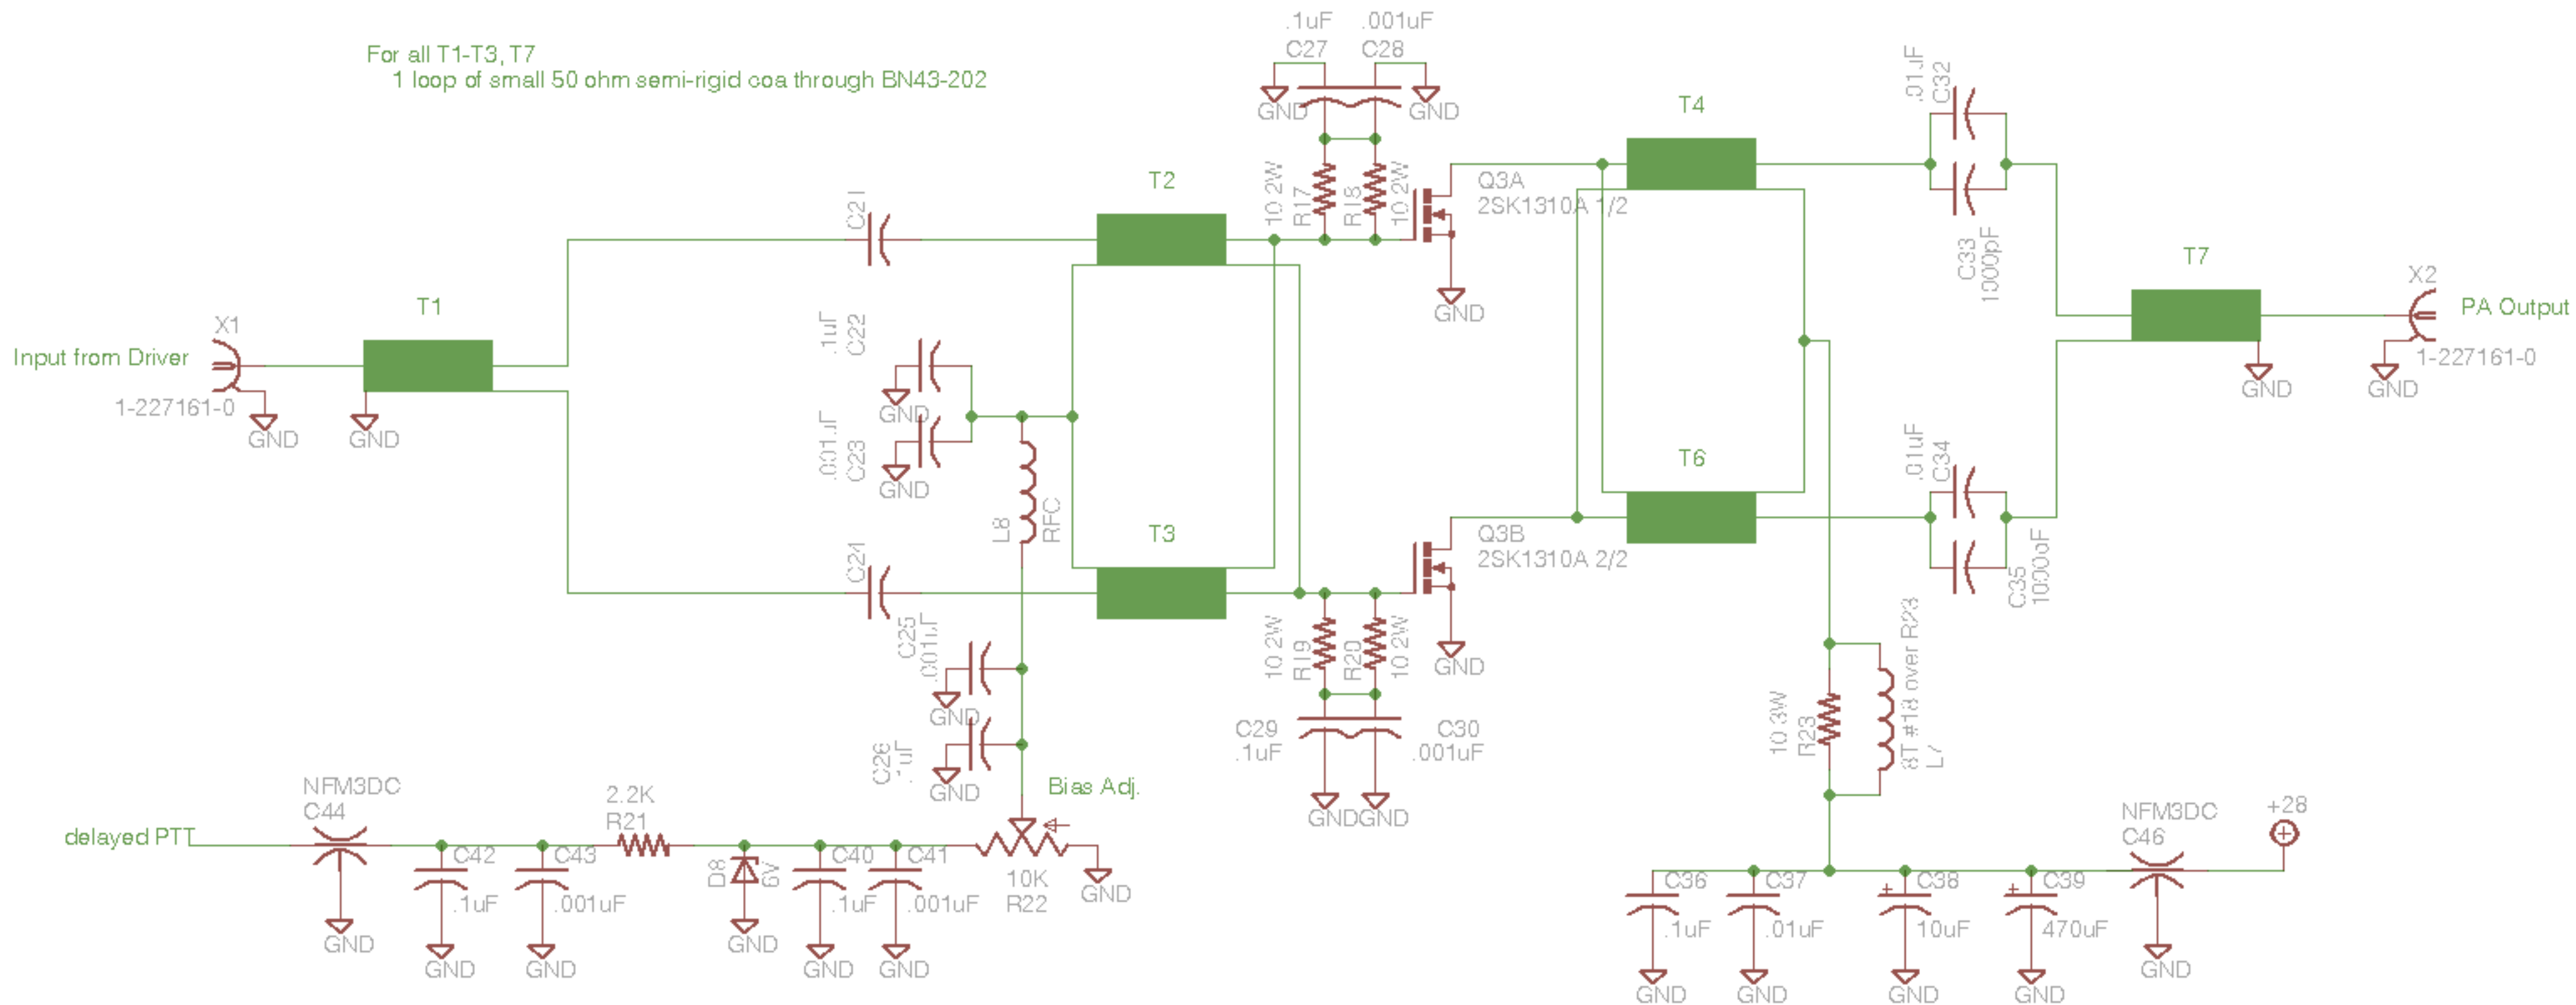 For all T1-T3, T7
1 loop of small 50 ohm semi-rigid coa through BN43-202
.1uF
.001uF
C27
C28
GND
GND
10 2W
R17
R18
10 2W
T2
C21
T1
X1
Input from Driver
1-227161-0
GND
GND
.1uF
C22
GND
.001uF
C23
GND
L8
RFC
T3
Q3A
2SK1310A 1/2
GND
T4
.01uF
C32
C33
1000pF
T7
X2
PA Output
1-227161-0
GND
GND
T6
Q3B
2SK1310A 2/2
GND
.01uF
C34
C35
C25
.001uF
GND
C26
.1uF
GND
10 2W
R19
R20
10 2W
C29
.1uF
C30
.001uF
GND
GND
10 3W
R23
8T #18 over R23
L7
delayed PTT
NFM3DC
C44
GND
C42
.1uF
GND
C43
.001uF
GND
2.2K
R21
D8
6V
GND
C40
.1uF
GND
C41
.001uF
GND
Bias Adj.
10K
R22
GND
C36
.1uF
GND
C37
.01uF
GND
+
C38
10uF
GND
+
C39
470uF
GND
NFM3DC
C46
GND
+28